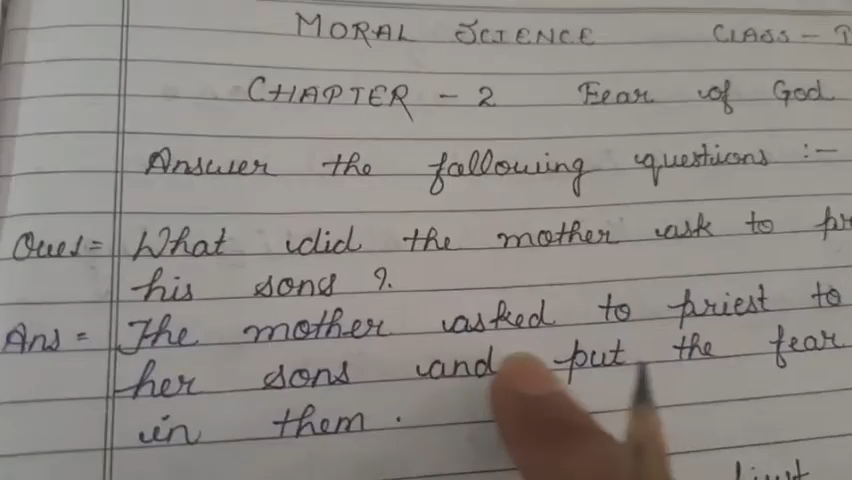 MORAL SCIENCE CLASS -
CHAPTER - 2 Fear of God
Answer the following questions :-
Ques = What did the mother ask to
his sons ?.
Ans = The mother asked to priest to
her sons and put the fear
in them .